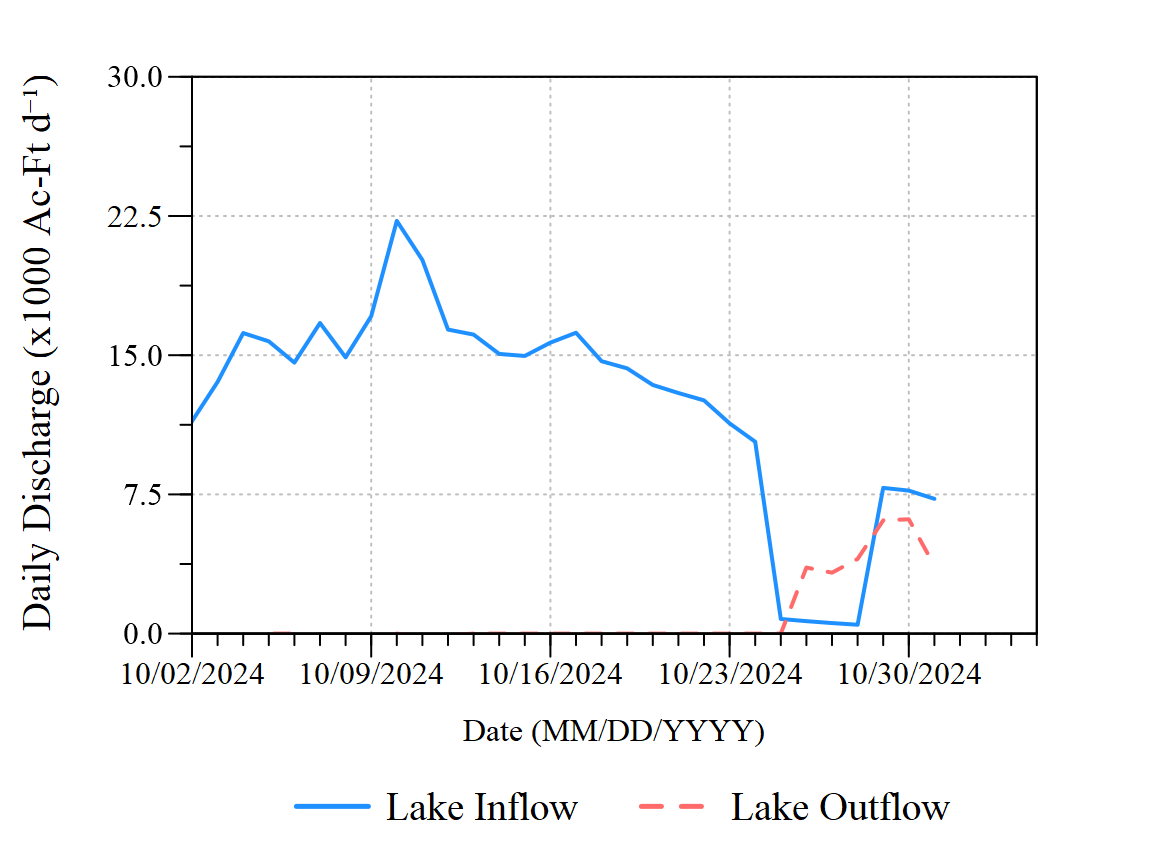 Daily Discharge (x1000 Ac-Ft d⁻¹)
30.0
22.5
15.0
7.5
0.0
10/02/2024 10/09/2024 10/16/2024 10/23/2024 10/30/2024
Date (MM/DD/YYYY)
Lake Inflow Lake Outflow